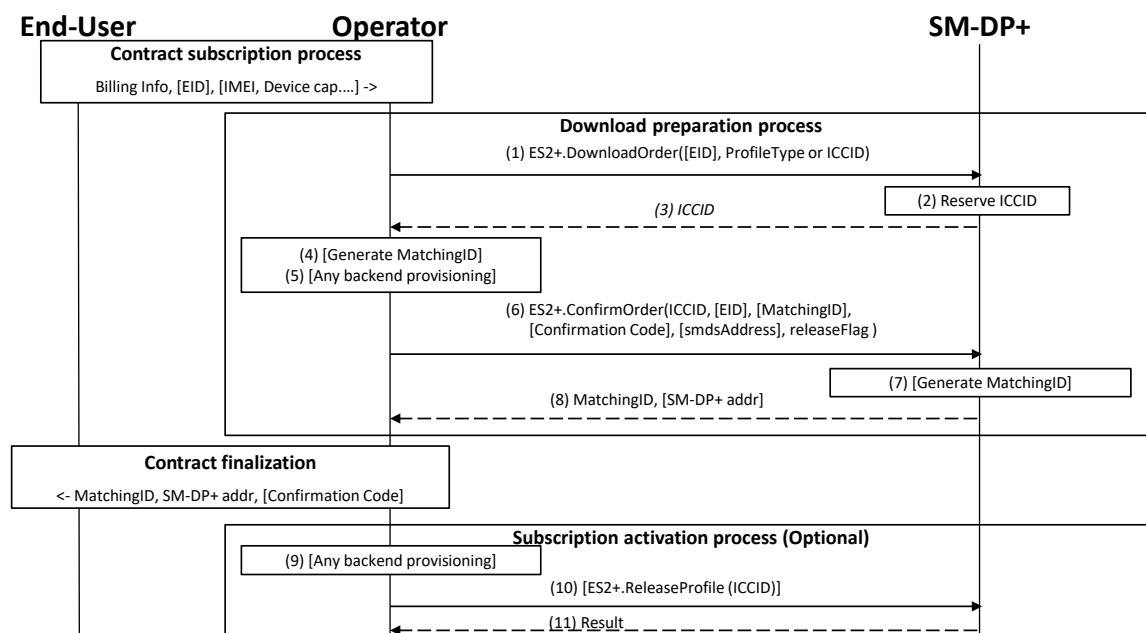 End-User Operator SM-DP+
Contract subscription process
Billing Info, [EID], [IMEI, Device cap....] ->
Download preparation process
(1) ES2+.DownloadOrder([EID], ProfileType or ICCID)
(2) Reserve ICCID
(3) ICCID
(4) [Generate MatchingID]
(5) [Any backend provisioning]
(6) ES2+.ConfirmOrder(ICCID, [EID], [MatchingID],
[Confirmation Code], [smdsAddress], releaseFlag )
(7) [Generate MatchingID]
(8) MatchingID, [SM-DP+ addr]
Contract finalization
<- MatchingID, SM-DP+ addr, [Confirmation Code]
Subscription activation process (Optional)
(9) [Any backend provisioning]
(10) [ES2+.ReleaseProfile (ICCID)]
(11) Result